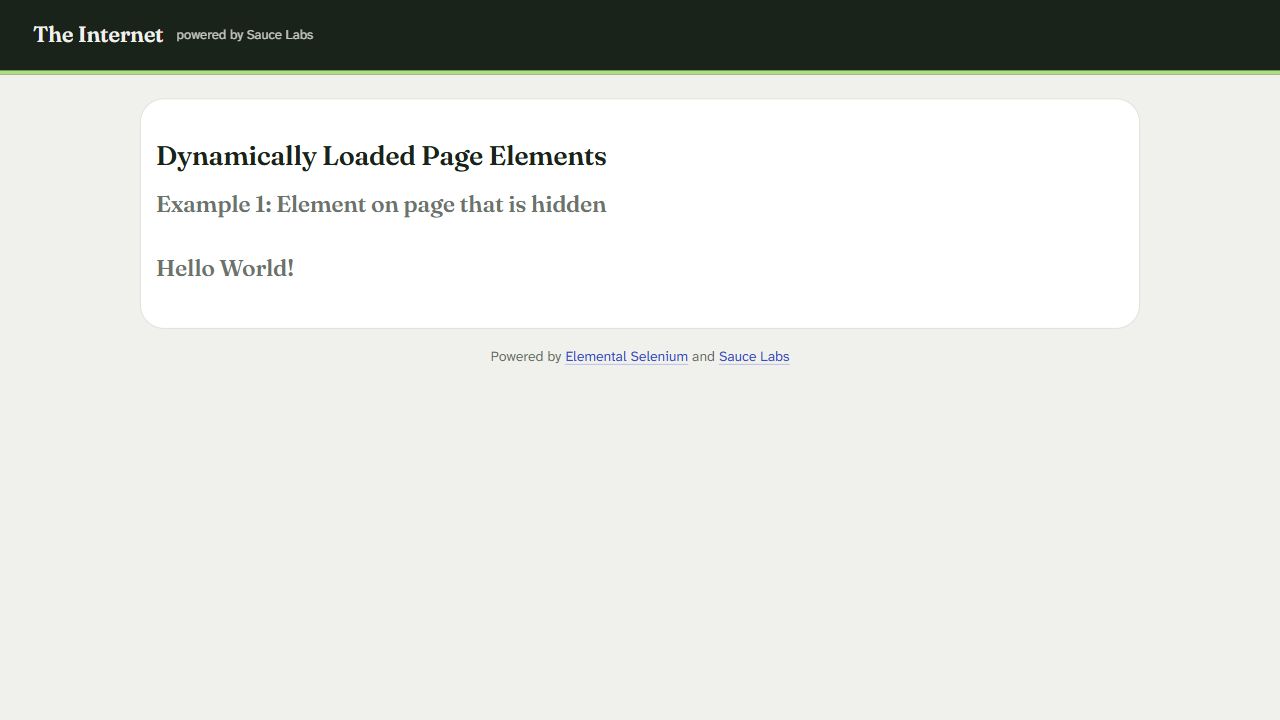 The Internet powered by Sauce Labs
Dynamically Loaded Page Elements
Example 1: Element on page that is hidden
Hello World!
Powered by Elemental Selenium and Sauce Labs